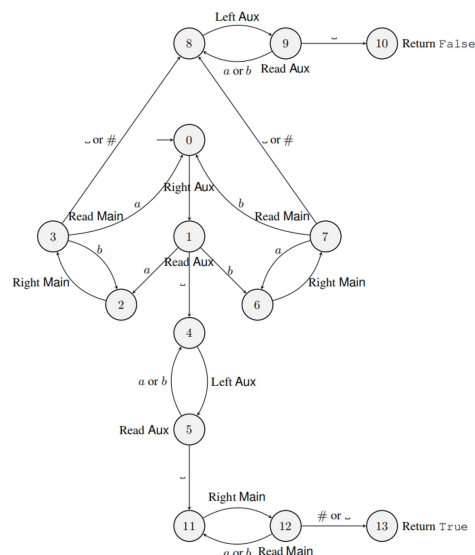 Left Aux
8
9
␣
10
Return False
a or b
Read Aux
␣ or #
␣ or #
0
Right Aux
a
b
3
Read Main
1
Read Main
7
b
Read Aux
a
Right Main
a
␣
b
Right Main
2
6
4
a or b
Left Aux
Read Aux
5
␣
Right Main
11
12
# or ␣
13
Return True
a or b
Read Main